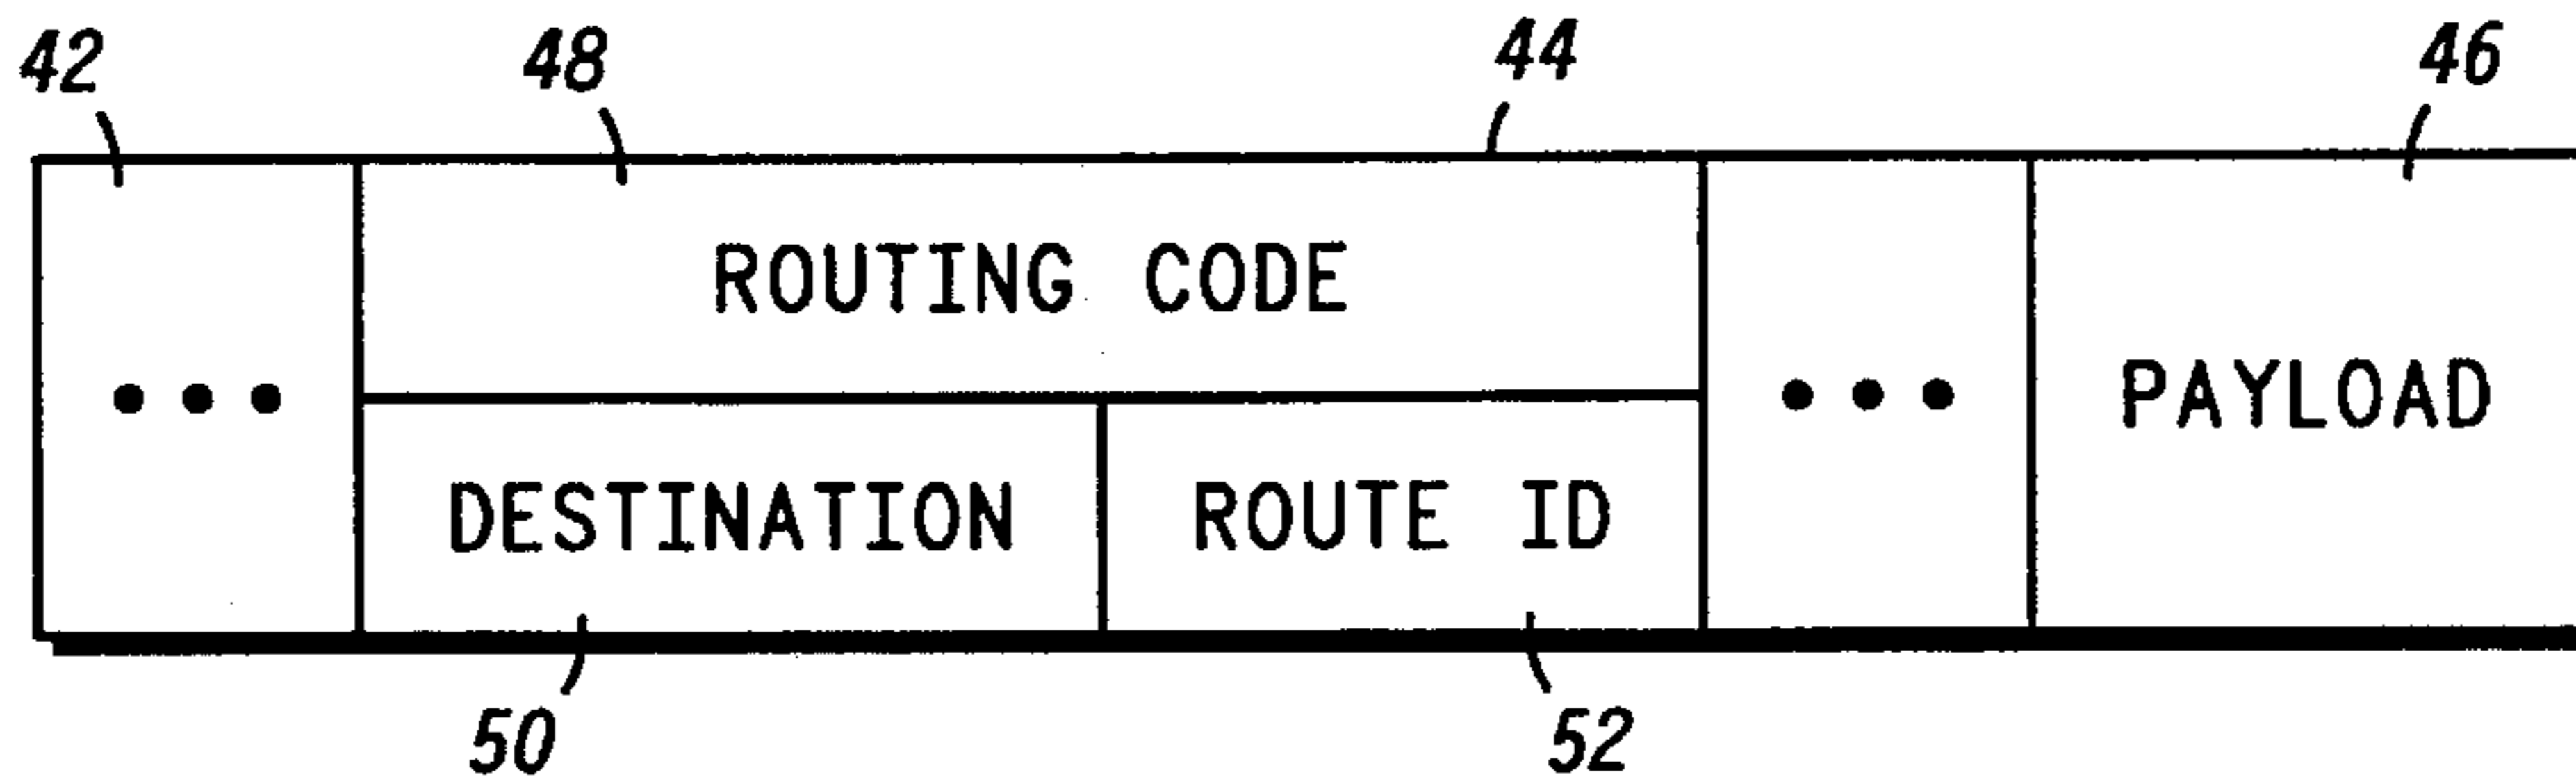 42 48 44 46
ROUTING CODE
••• ••• PAYLOAD
DESTINATION ROUTE ID
50 52